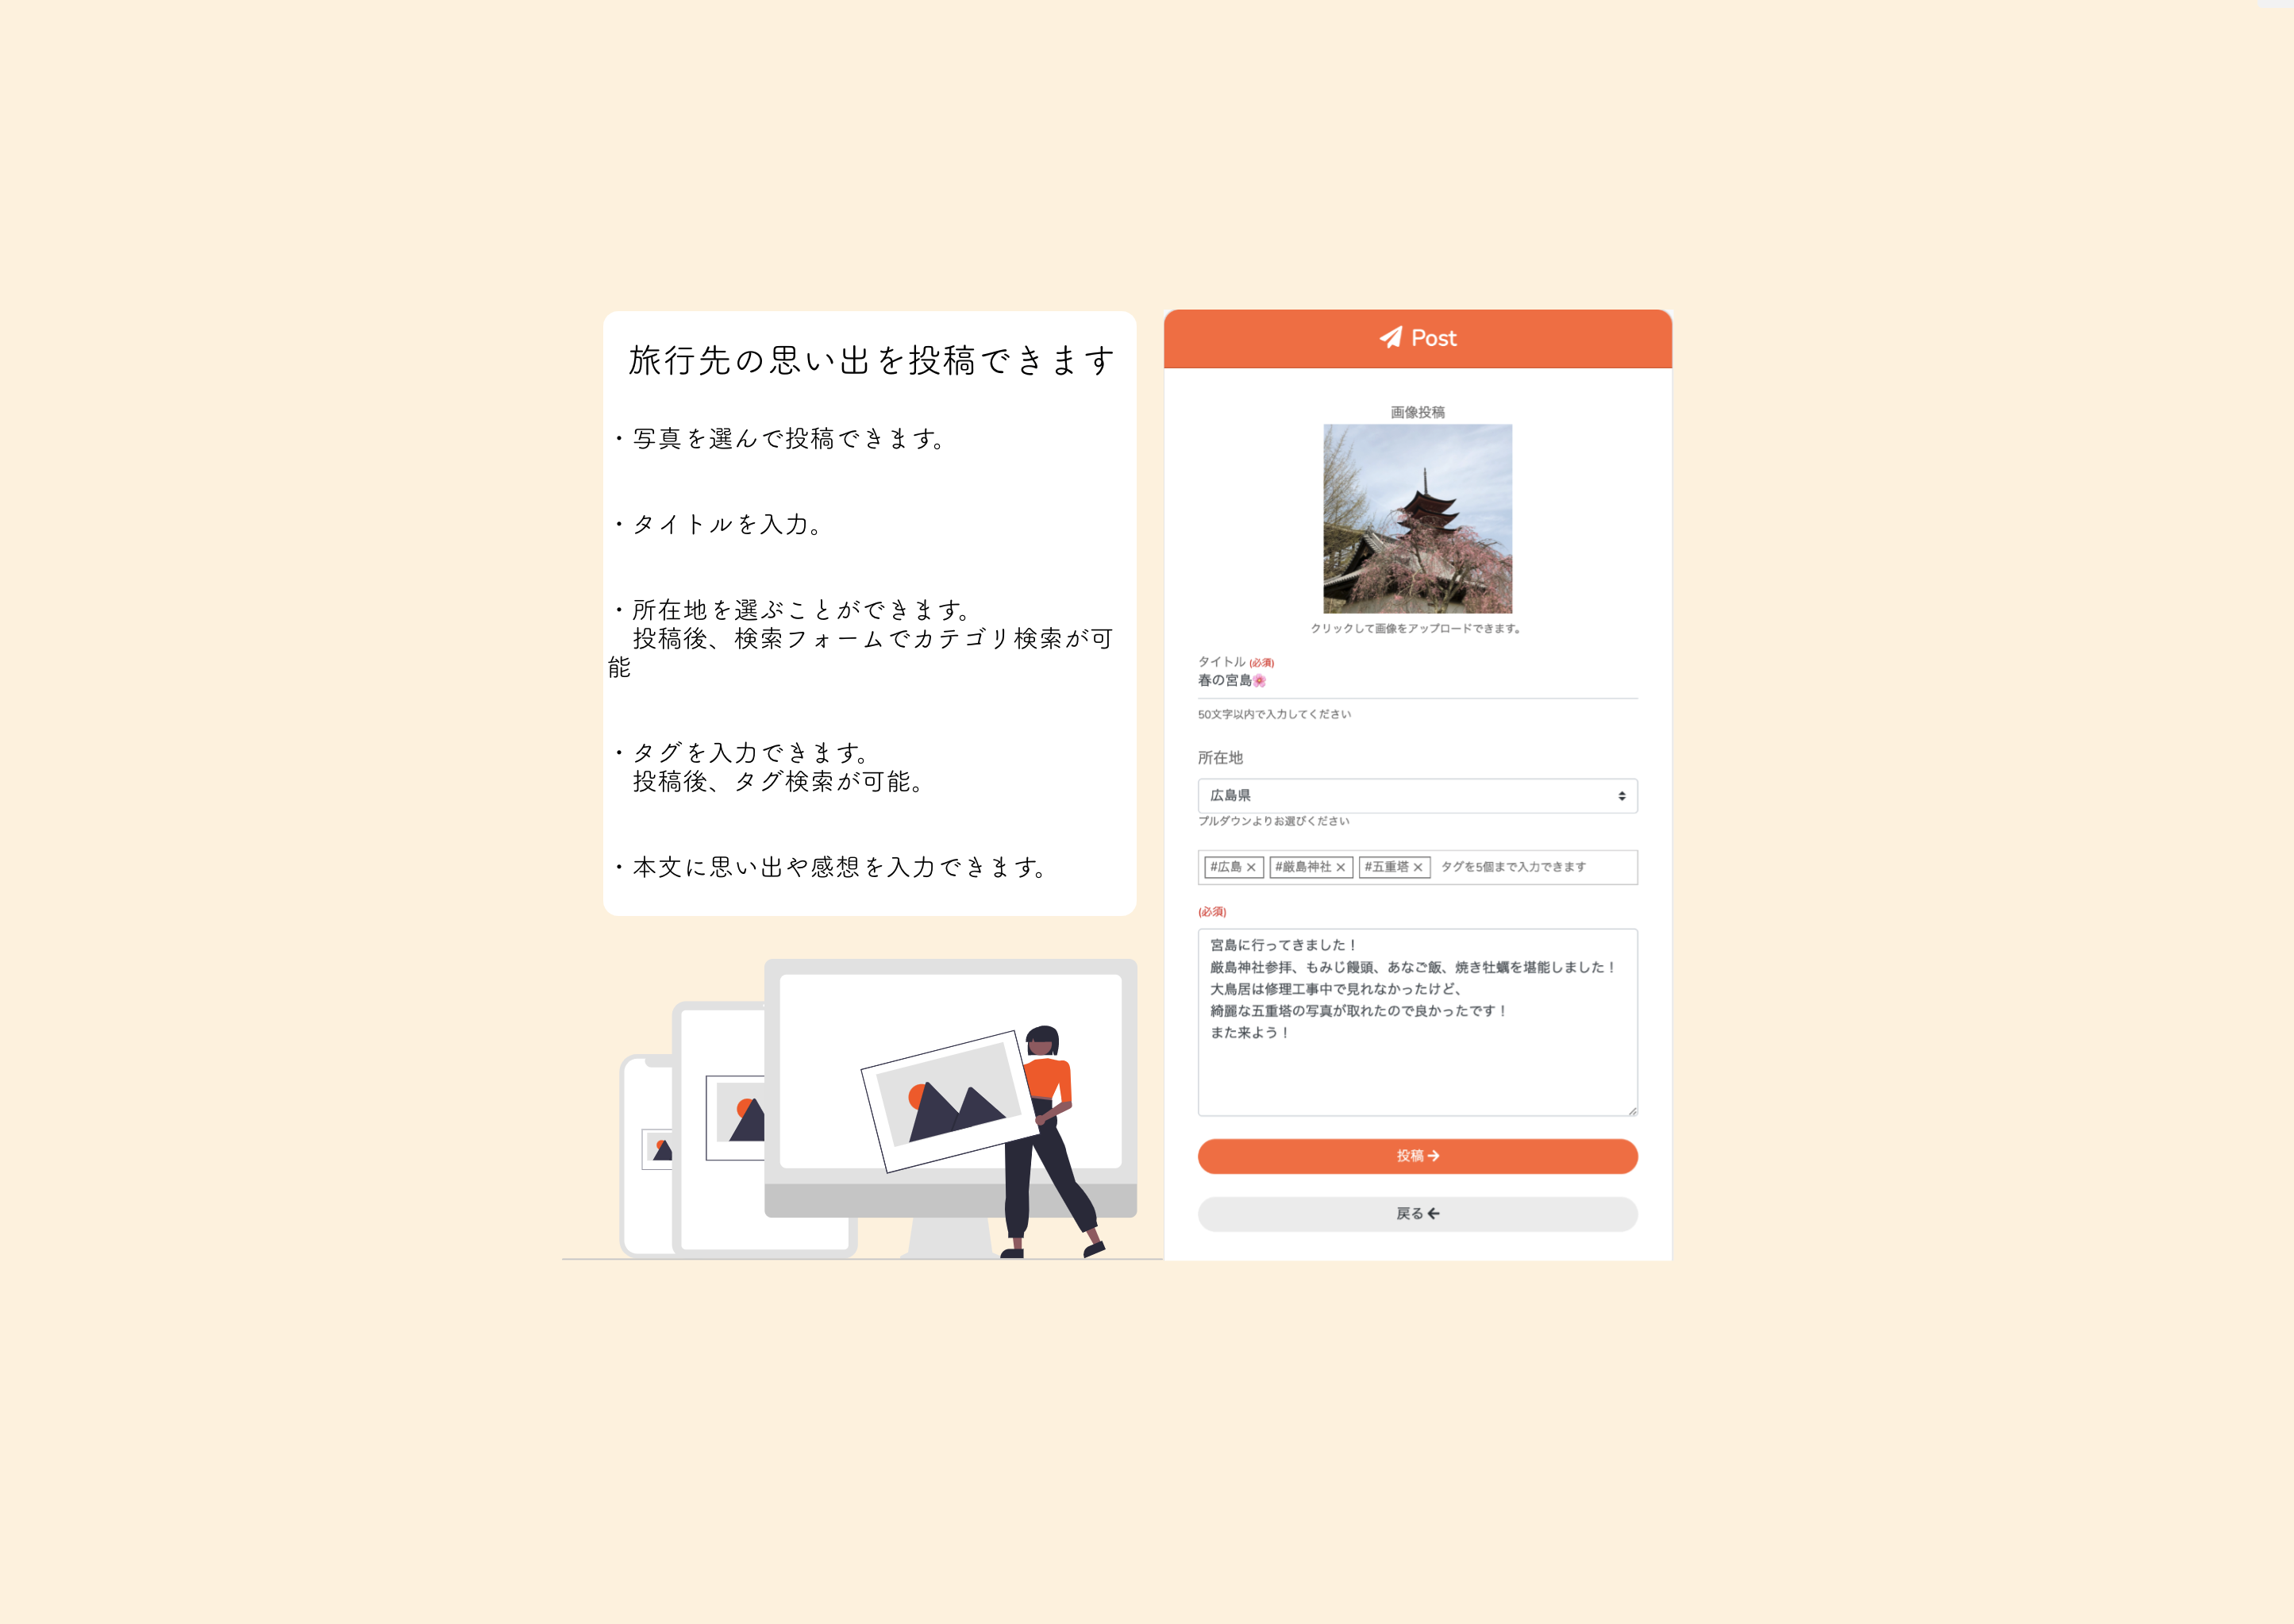 旅行先の思い出を投稿できます
・写真を選んで投稿できます。
・タイトルを入力。
・所在地を選ぶことができます。
投稿後、検索フォームでカテゴリ検索が可
能
・タグを入力できます。
投稿後、タグ検索が可能。
・本文に思い出や感想を入力できます。
Post
画像投稿
クリックして画像をアップロードできます。
タイトル (必須)
春の宮島🌸
50文字以内で入力してください
所在地
広島県
プルダウンよりお選びください
#広島 × #厳島神社 × #五重塔 × タグを5個まで入力できます
(必須)
宮島に行ってきました！
厳島神社参拝、もみじ饅頭、あなご飯、焼き牡蠣を堪能しました！
大鳥居は修理工事中で見れなかったけど、
綺麗な五重塔の写真が取れたので良かったです！
また来よう！
投稿 →
戻る ←